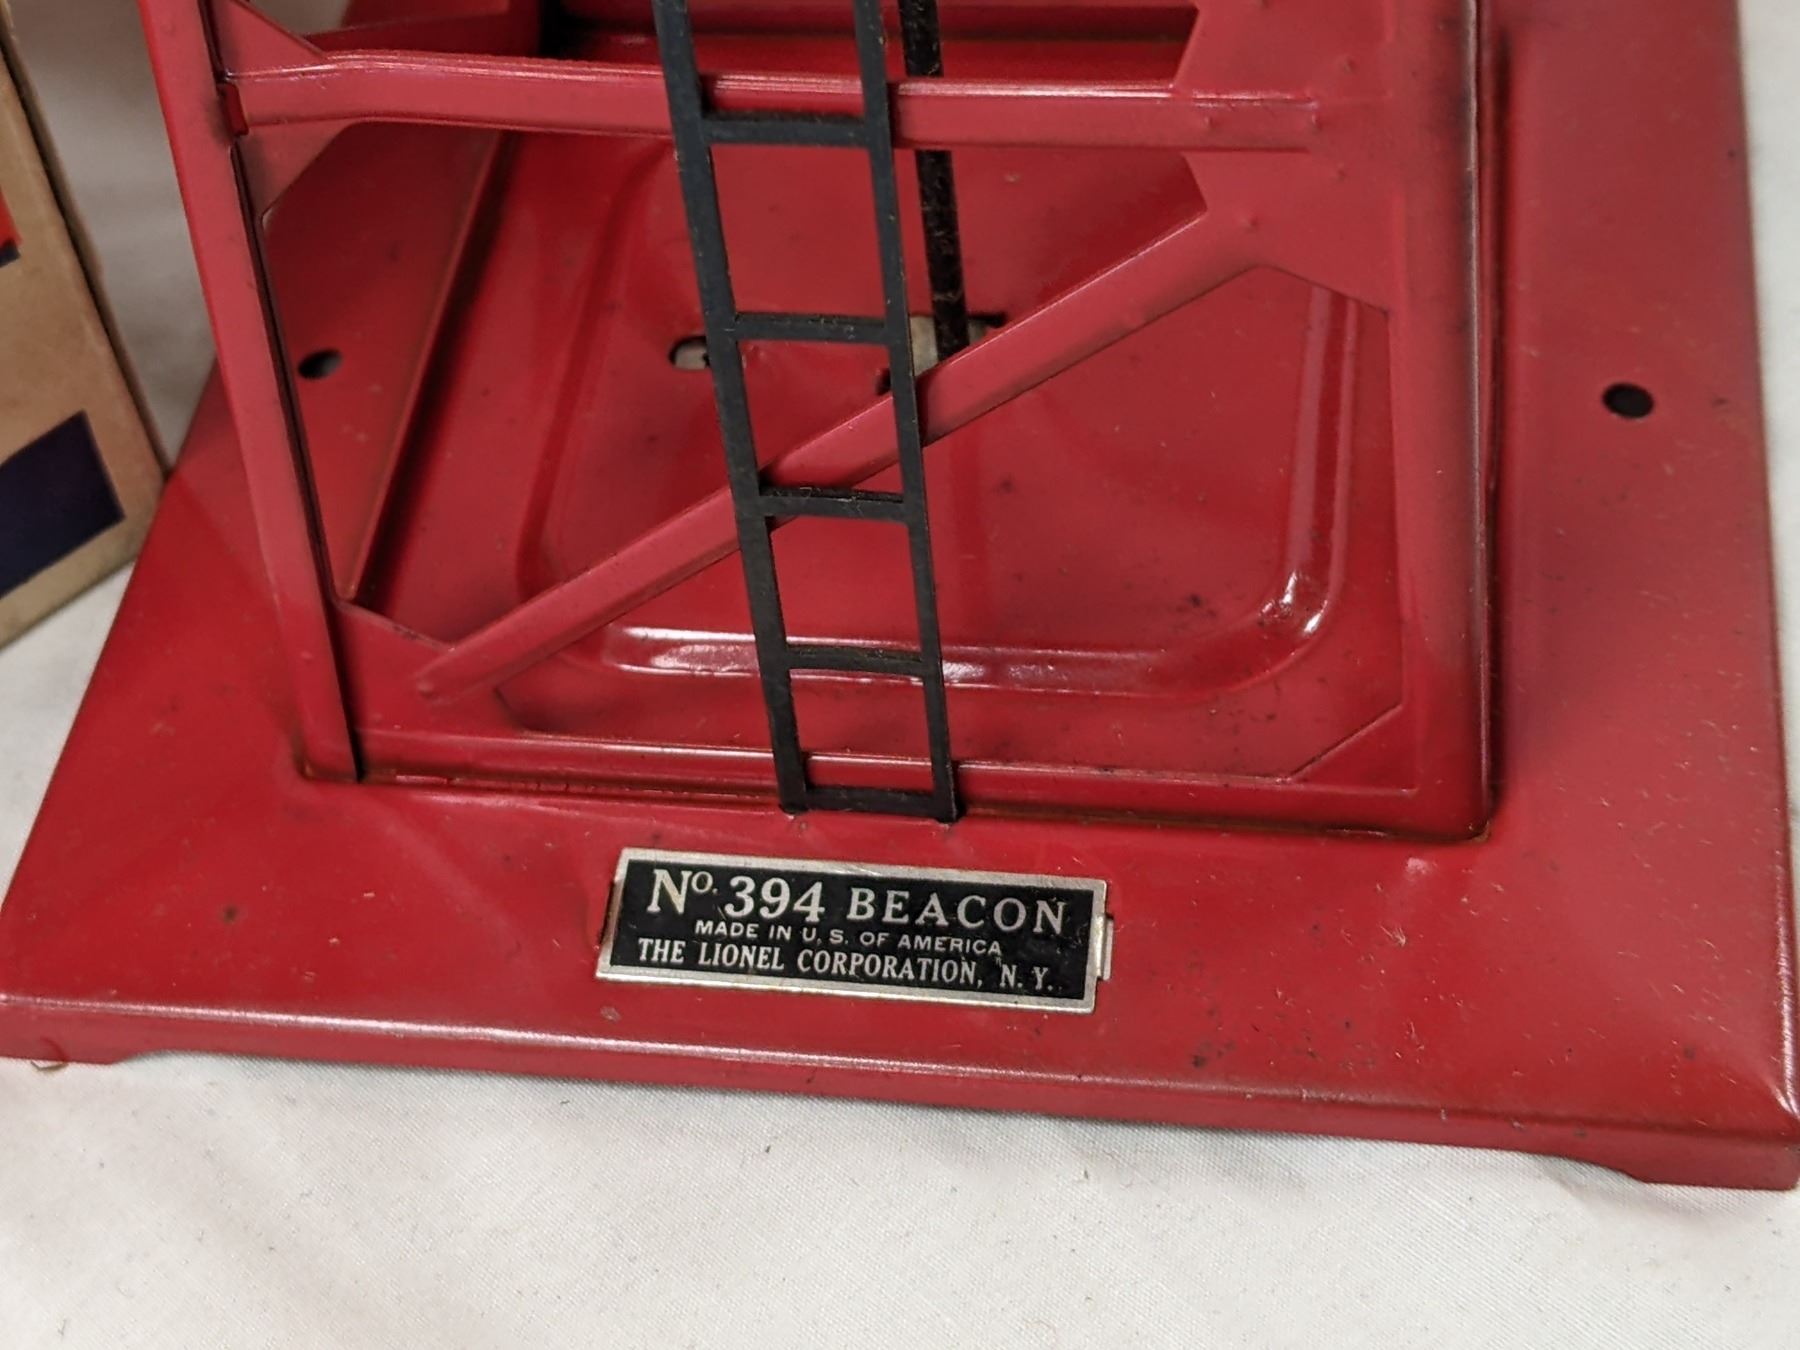 No. 394 BEACON
MADE IN U.S. OF AMERICA
THE LIONEL CORPORATION, N.Y.